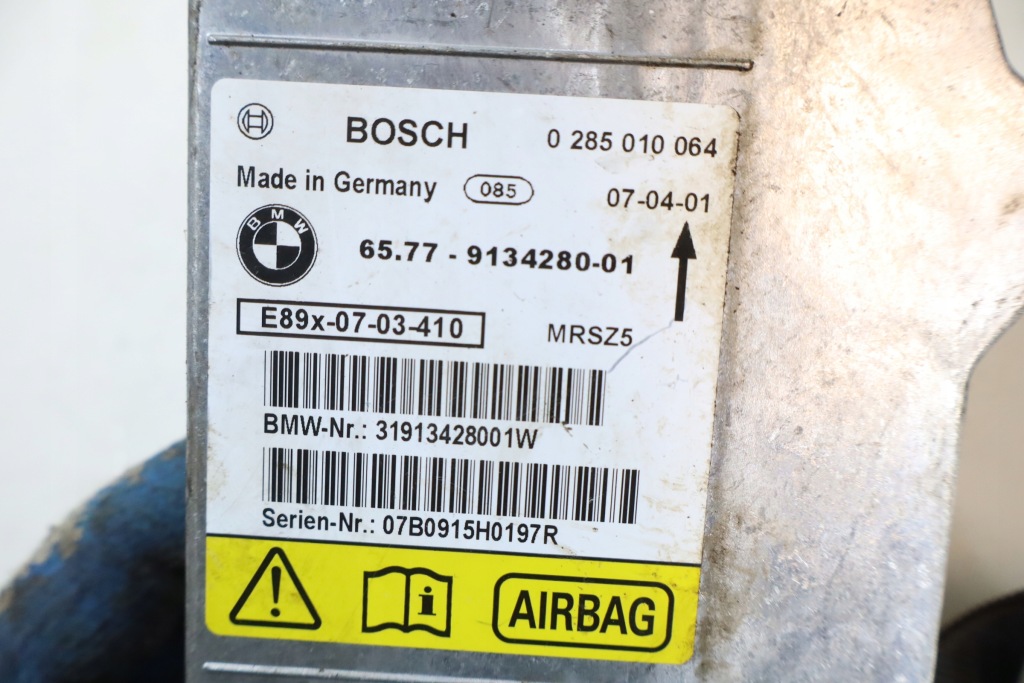 BOSCH 0 285 010 064
Made in Germany 085 07-04-01
BMW
65.77 - 9134280-01
E89x-07-03-410 MRSZ5
BMW-Nr.: 31913428001W
Serien-Nr.: 07B0915H0197R
AIRBAG